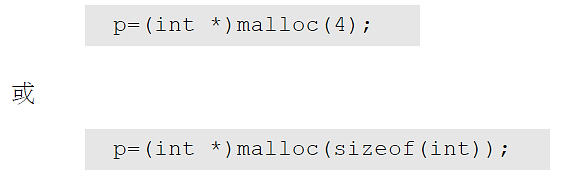 p=(int *)malloc(4);
或
p=(int *)malloc(sizeof(int));